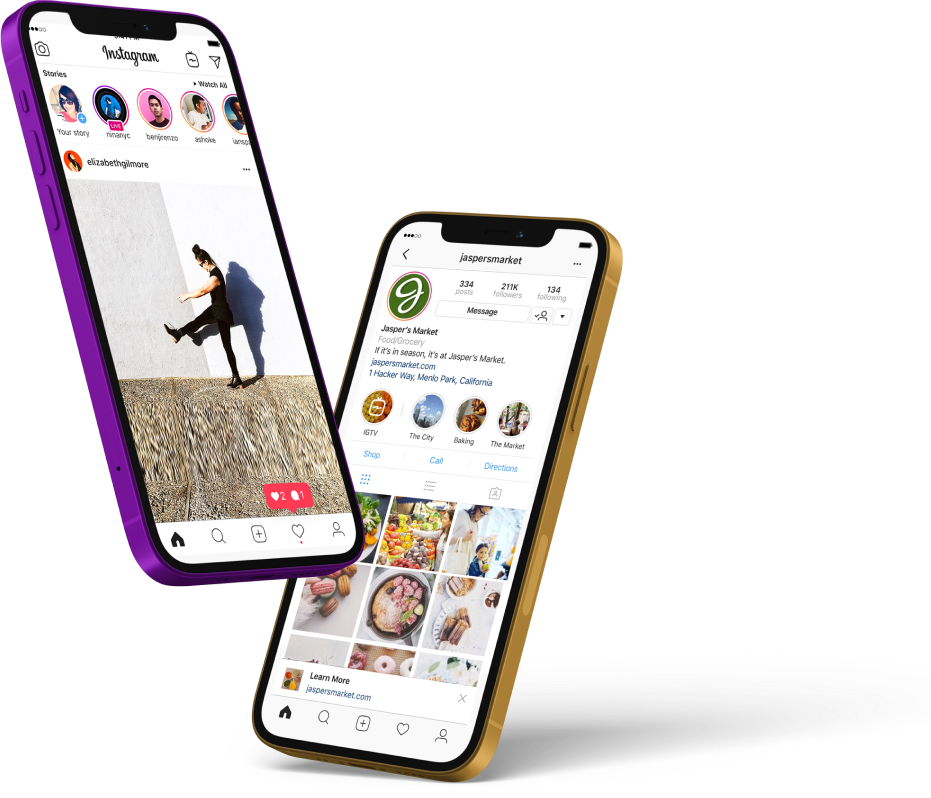 Instagram
Stories
Watch All
LIVE
Your story
ninanyc
benjirenzo
ashoke
elizabethgilmore
2 1
jaspersmarket
334
211K
134
posts
followers
following
Message
Jasper's Market
Food/Grocery
If it's in season, it's at Jasper's Market.
jaspersmarket.com
1 Hacker Way, Menlo Park, California
IGTV
The City
Baking
The Market
Shop
Call
Directions
Learn More
jaspersmarket.com